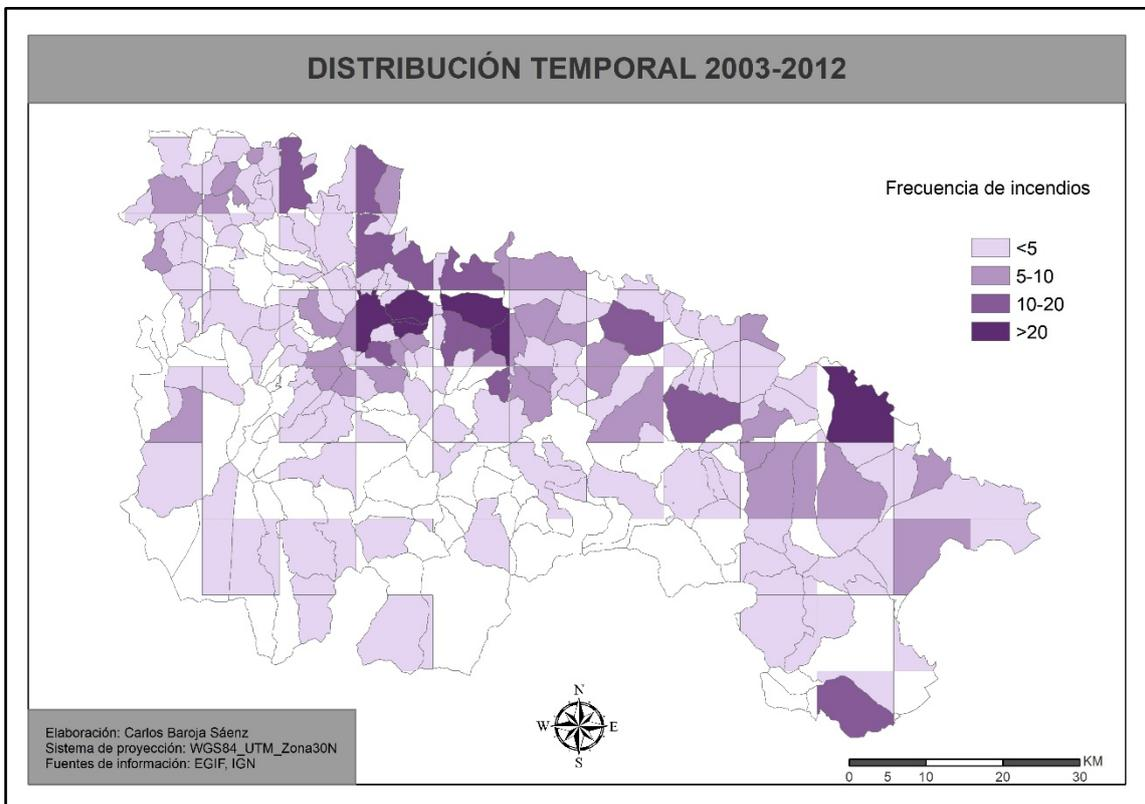 DISTRIBUCIÓN TEMPORAL 2003-2012
Frecuencia de incendios
<5
5-10
10-20
>20
N
W E
S
Elaboración: Carlos Baroja Sáenz
Sistema de proyección: WGS84_UTM_Zona30N
Fuentes de información: EGIF, IGN
KM
0 5 10 20 30